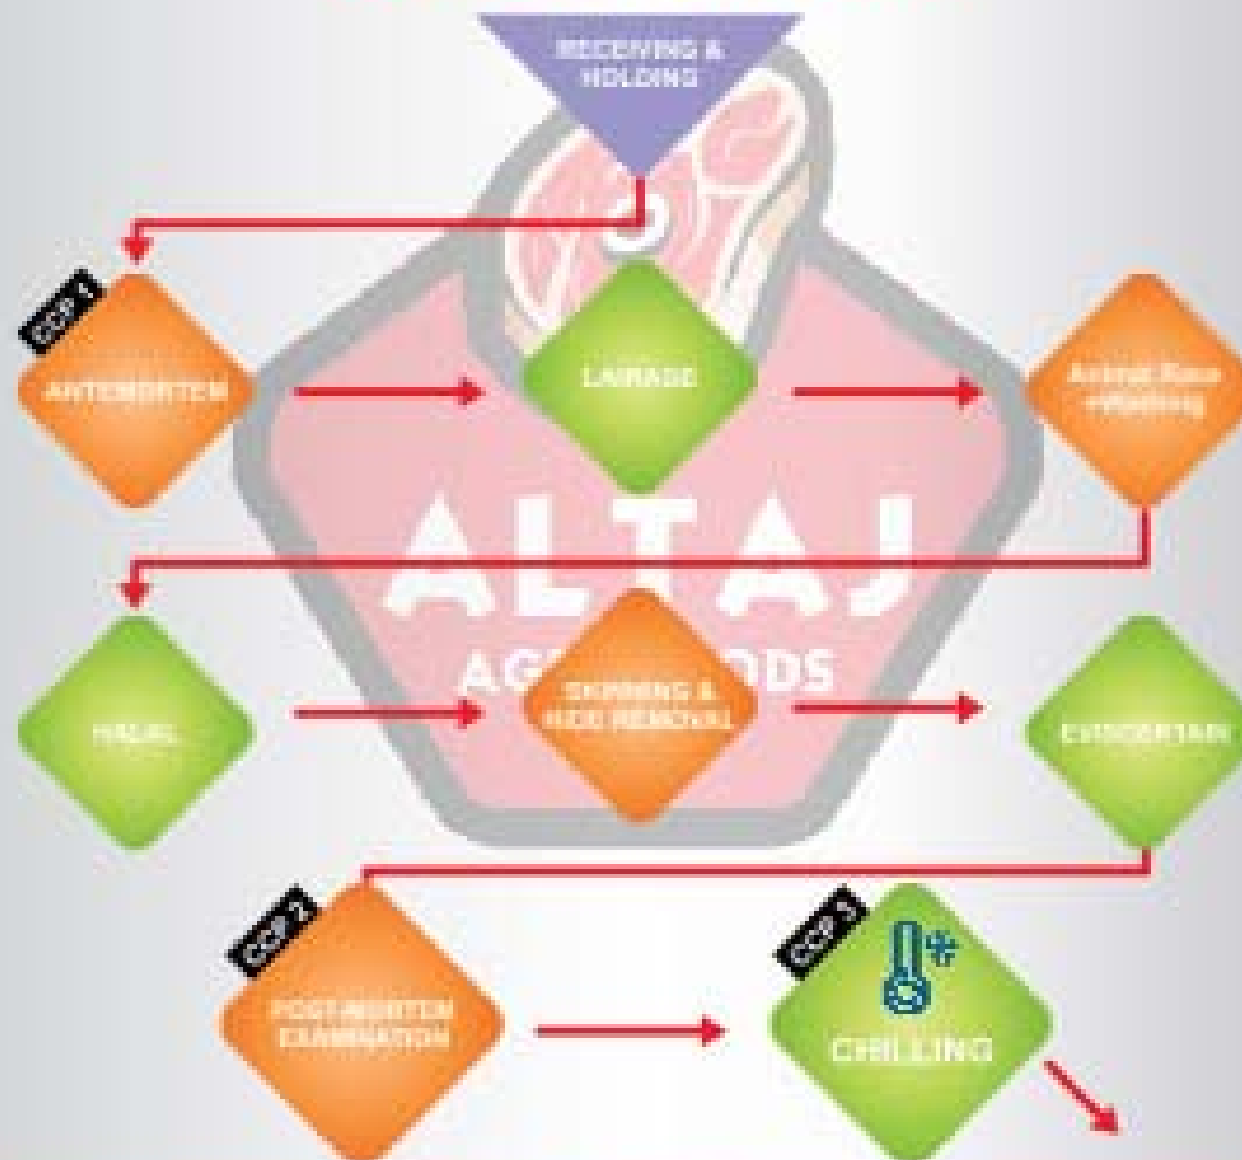 RECEIVING &
HOLDING
CCP 1
ANTEMORTEM
LAIRAGE
+Washing
ALTAJ
HALAL
SKINNING &
HIDE REMOVAL
CCP 2
POST-MORTEM
EXAMINATION
CCP 3
CHILLING